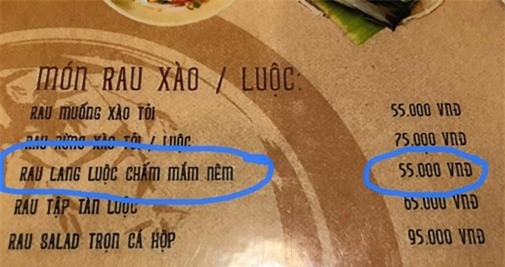 MÓN RAU XÀO / LUỘC:
RAU MUỐNG XÀO TỎI 55.000 VNĐ
RAU RỪNG XÀO TỎI / LUỘC 75.000 VNĐ
RAU LANG LUỘC CHẤM MẮM NÊM 55.000 VNĐ
RAU TẬP TÀN LUỘC 65.000 VNĐ
RAU SALAD TRỘN CÁ HỘP 95.000 VNĐ